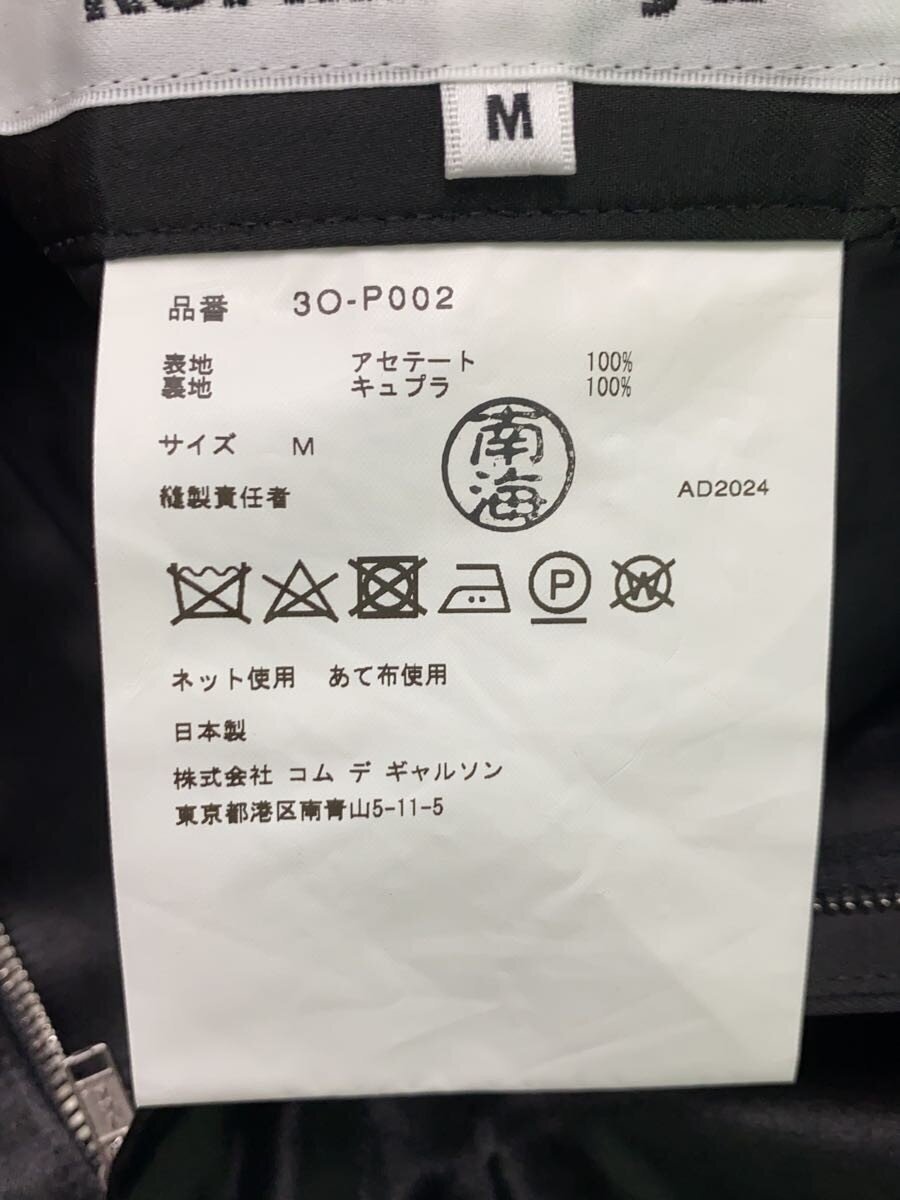 M
品番 3O-P002
表地 アセテート 100%
裏地 キュプラ 100%
サイズ M
南海
縫製責任者
AD2024
P
W
ネット使用 あて布使用
日本製
株式会社 コム デ ギャルソン
東京都港区南青山5-11-5